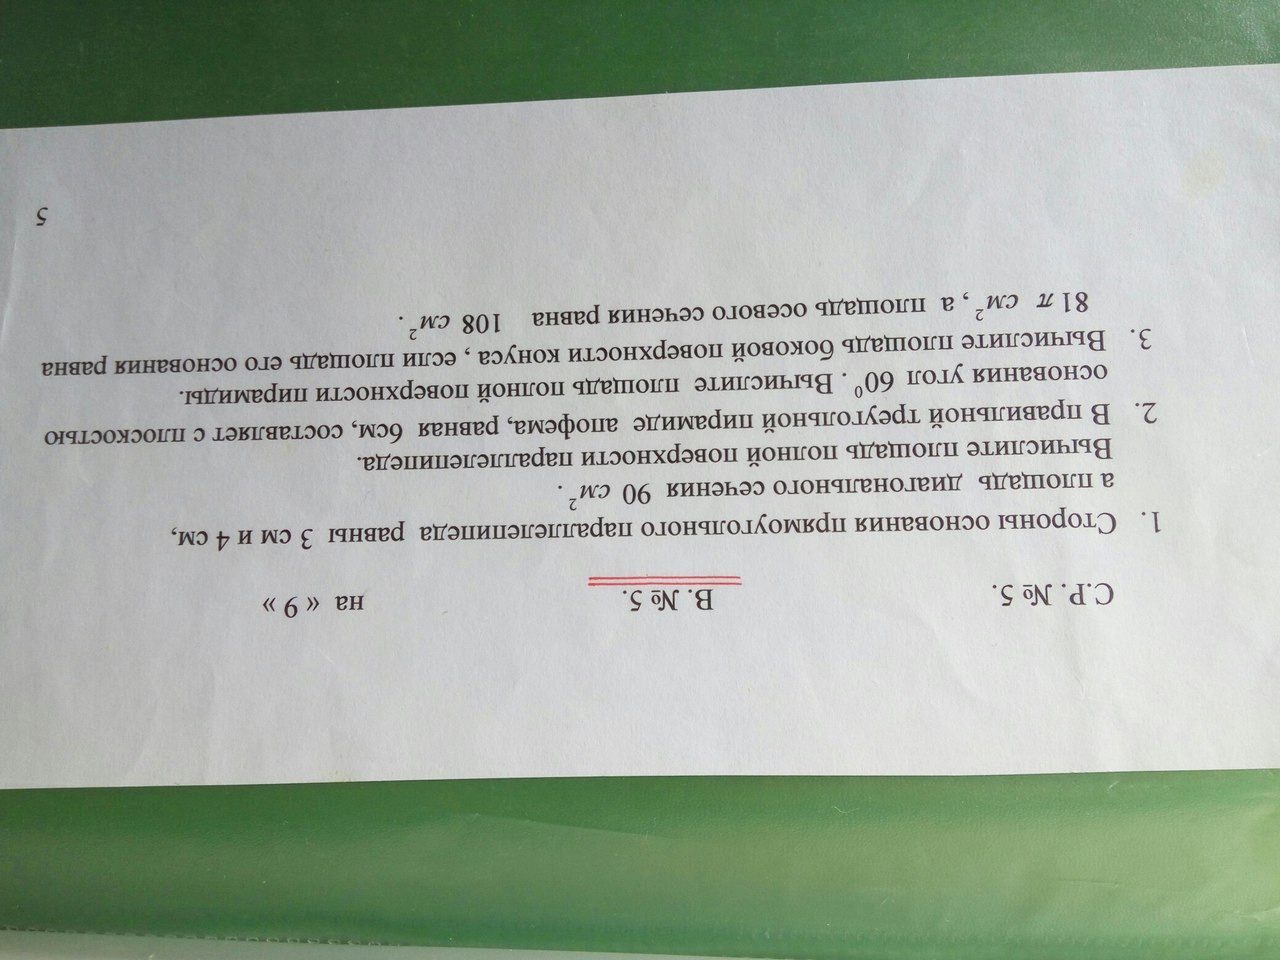 С.Р. № 5. В. № 5. на « 9 »
1. Стороны основания прямоугольного параллелепипеда равны 3 см и 4 см,
а площадь диагонального сечения 90 см².
Вычислите площадь полной поверхности параллелепипеда.
2. В правильной треугольной пирамиде апофема, равная 6см, составляет с плоскостью
основания угол 60⁰. Вычислите площадь полной поверхности пирамиды.
3. Вычислите площадь боковой поверхности конуса , если площадь его основания равна
81 π см², а площадь осевого сечения равна 108 см².
5